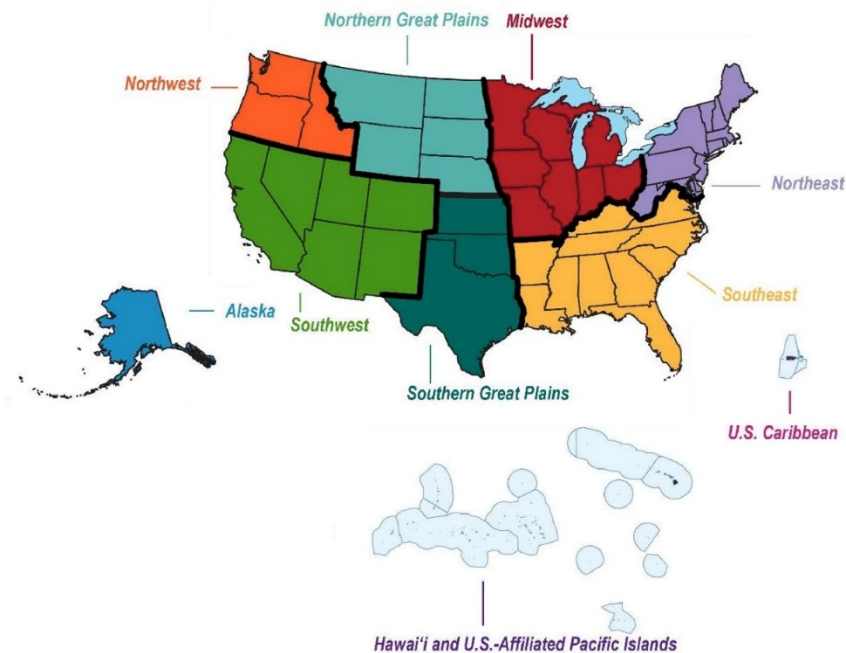 Northern Great Plains
Midwest
Northwest
Northeast
Alaska
Southwest
Southeast
Southern Great Plains
U.S. Caribbean
Hawai‘i and U.S.-Affiliated Pacific Islands